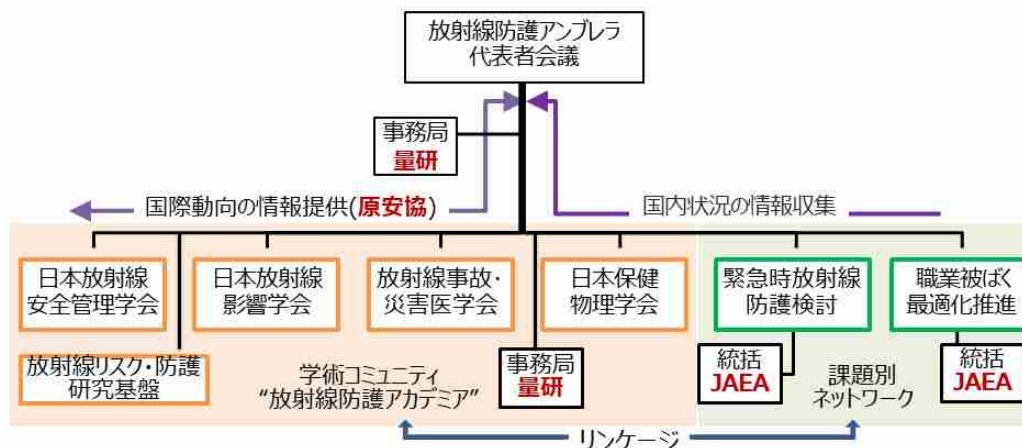 放射線防護アンブレラ
代表者会議
事務局
量研
国際動向の情報提供(原安協)
国内状況の情報収集
日本放射線
安全管理学会
日本放射線
影響学会
放射線事故・
災害医学会
日本保健
物理学会
緊急時放射線
防護検討
職業被ばく
最適化推進
放射線リスク・防護
研究基盤
学術コミュニティ
“放射線防護アカデミア”
事務局
量研
統括
JAEA
課題別
ネットワーク
統括
JAEA
リンケージ